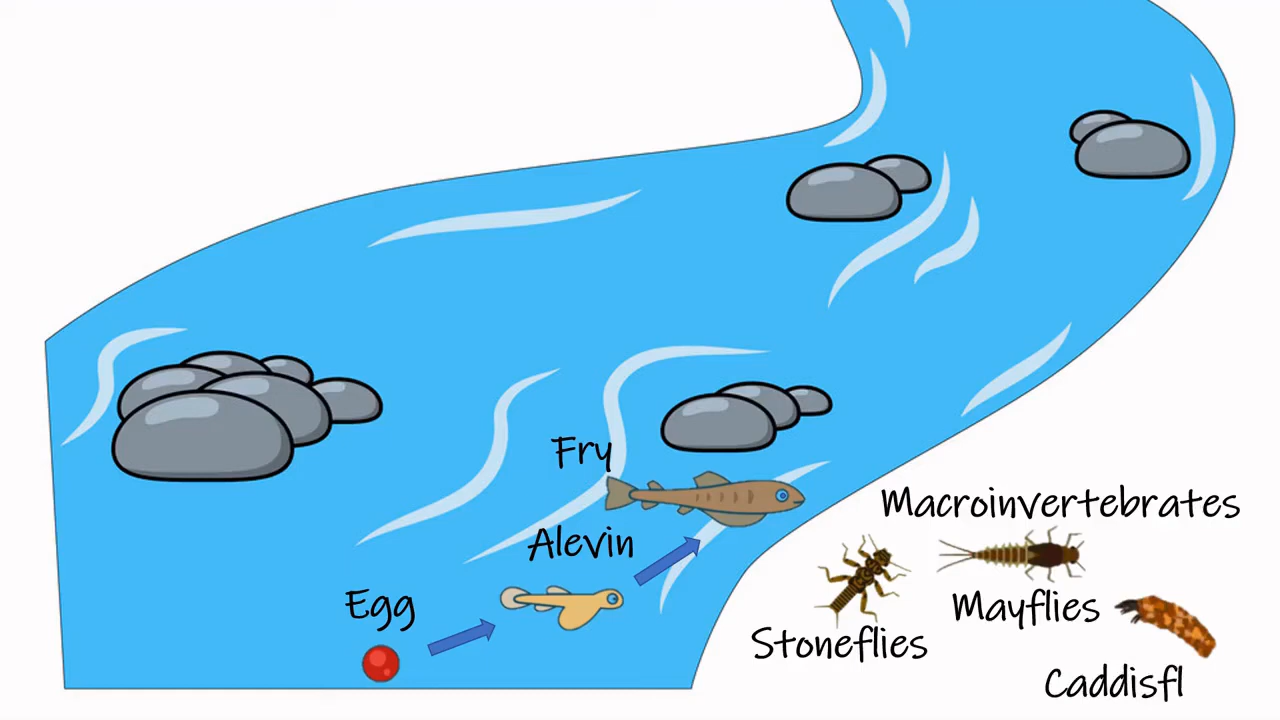 Fry
Alevin
Egg
Macroinvertebrates
Mayflies
Stoneflies
Caddisfl